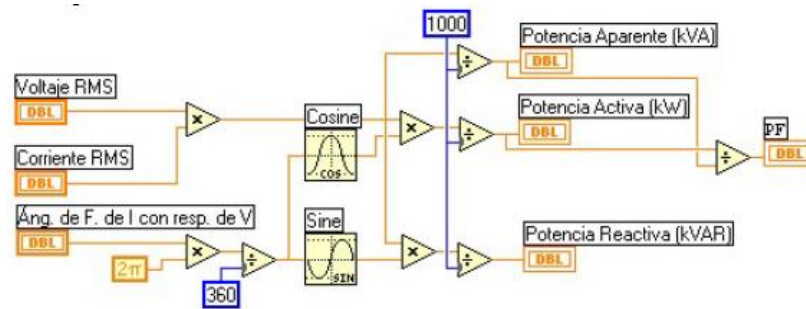 1000
Potencia Aparente (kVA)
DBL
Voltaje RMS
DBL
Cosine
COS
Potencia Activa (kW)
DBL
PF
DBL
Corriente RMS
DBL
Áng. de F. de I con resp. de V
DBL
2π
360
Sine
SIN
Potencia Reactiva (kVAR)
DBL